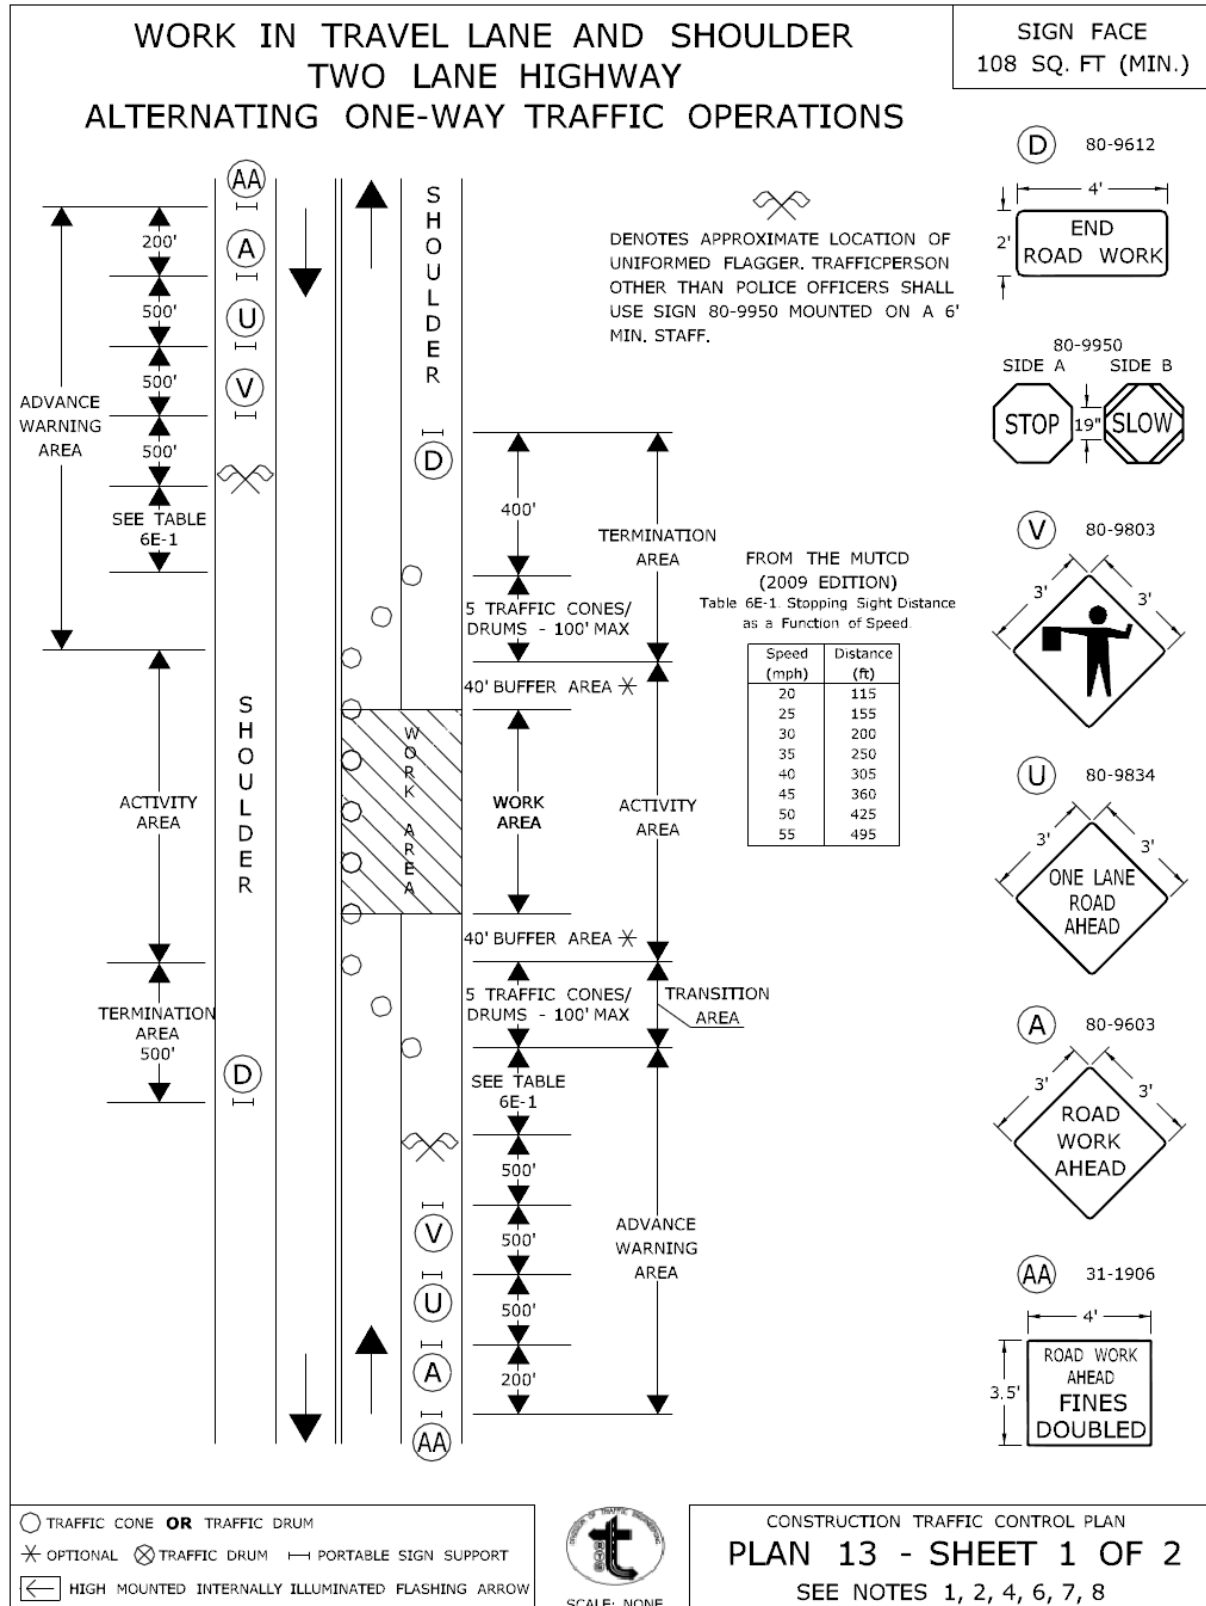 WORK IN TRAVEL LANE AND SHOULDER
TWO LANE HIGHWAY
ALTERNATING ONE-WAY TRAFFIC OPERATIONS
SIGN FACE
108 SQ. FT (MIN.)
AA
A
U
V
200'
500'
500'
500'
SEE TABLE
6E-1
ADVANCE
WARNING
AREA
SHOULDER
ACTIVITY
AREA
TERMINATION
AREA
500'
D
SHOULDER
D
400'
TERMINATION
AREA
5 TRAFFIC CONES/
DRUMS - 100' MAX
40' BUFFER AREA
WORK AREA
WORK
AREA
ACTIVITY
AREA
40' BUFFER AREA
5 TRAFFIC CONES/
DRUMS - 100' MAX
TRANSITION
AREA
SEE TABLE
6E-1
500'
500'
500'
200'
V
U
A
AA
ADVANCE
WARNING
AREA
DENOTES APPROXIMATE LOCATION OF
UNIFORMED FLAGGER. TRAFFICPERSON
OTHER THAN POLICE OFFICERS SHALL
USE SIGN 80-9950 MOUNTED ON A 6'
MIN. STAFF.
FROM THE MUTCD
(2009 EDITION)
Table 6E-1. Stopping Sight Distance
as a Function of Speed.
Speed (mph) Distance (ft)
20 115
25 155
30 200
35 250
40 305
45 360
50 425
55 495
D 80-9612
4'
2'
END
ROAD WORK
80-9950
SIDE A SIDE B
STOP 19" SLOW
V 80-9803
3' 3'
U 80-9834
3' 3'
ONE LANE
ROAD
AHEAD
A 80-9603
3' 3'
ROAD
WORK
AHEAD
AA 31-1906
4'
3.5'
ROAD WORK
AHEAD
FINES
DOUBLED
TRAFFIC CONE OR TRAFFIC DRUM
OPTIONAL TRAFFIC DRUM PORTABLE SIGN SUPPORT
HIGH MOUNTED INTERNALLY ILLUMINATED FLASHING ARROW
DIVISION OF TRAFFIC ENGINEERING
SCALE: NONE
CONSTRUCTION TRAFFIC CONTROL PLAN
PLAN 13 - SHEET 1 OF 2
SEE NOTES 1, 2, 4, 6, 7, 8